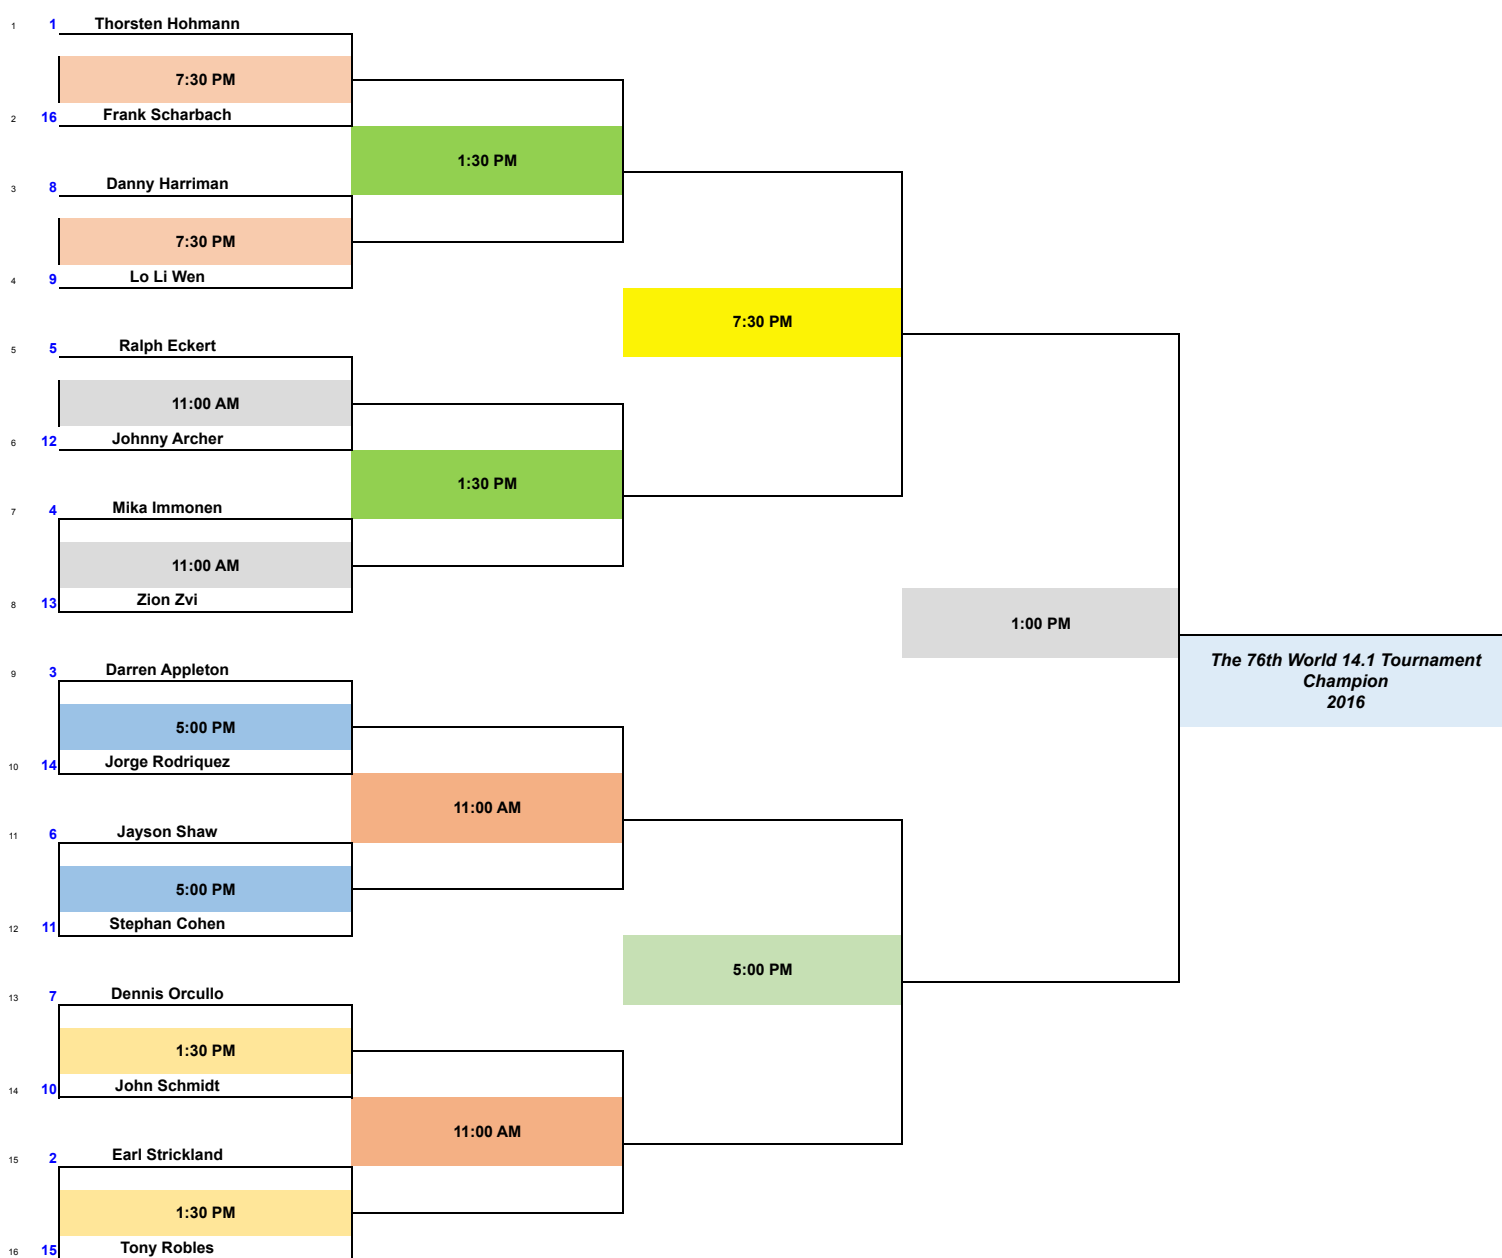 1 1 Thorsten Hohmann
7:30 PM
2 16 Frank Scharbach
1:30 PM
3 8 Danny Harriman
7:30 PM
4 9 Lo Li Wen
7:30 PM
5 5 Ralph Eckert
11:00 AM
6 12 Johnny Archer
1:30 PM
7 4 Mika Immonen
11:00 AM
8 13 Zion Zvi
1:00 PM
The 76th World 14.1 Tournament
Champion
2016
9 3 Darren Appleton
5:00 PM
10 14 Jorge Rodriquez
11:00 AM
11 6 Jayson Shaw
5:00 PM
12 11 Stephan Cohen
5:00 PM
13 7 Dennis Orcullo
1:30 PM
14 10 John Schmidt
11:00 AM
15 2 Earl Strickland
1:30 PM
16 15 Tony Robles